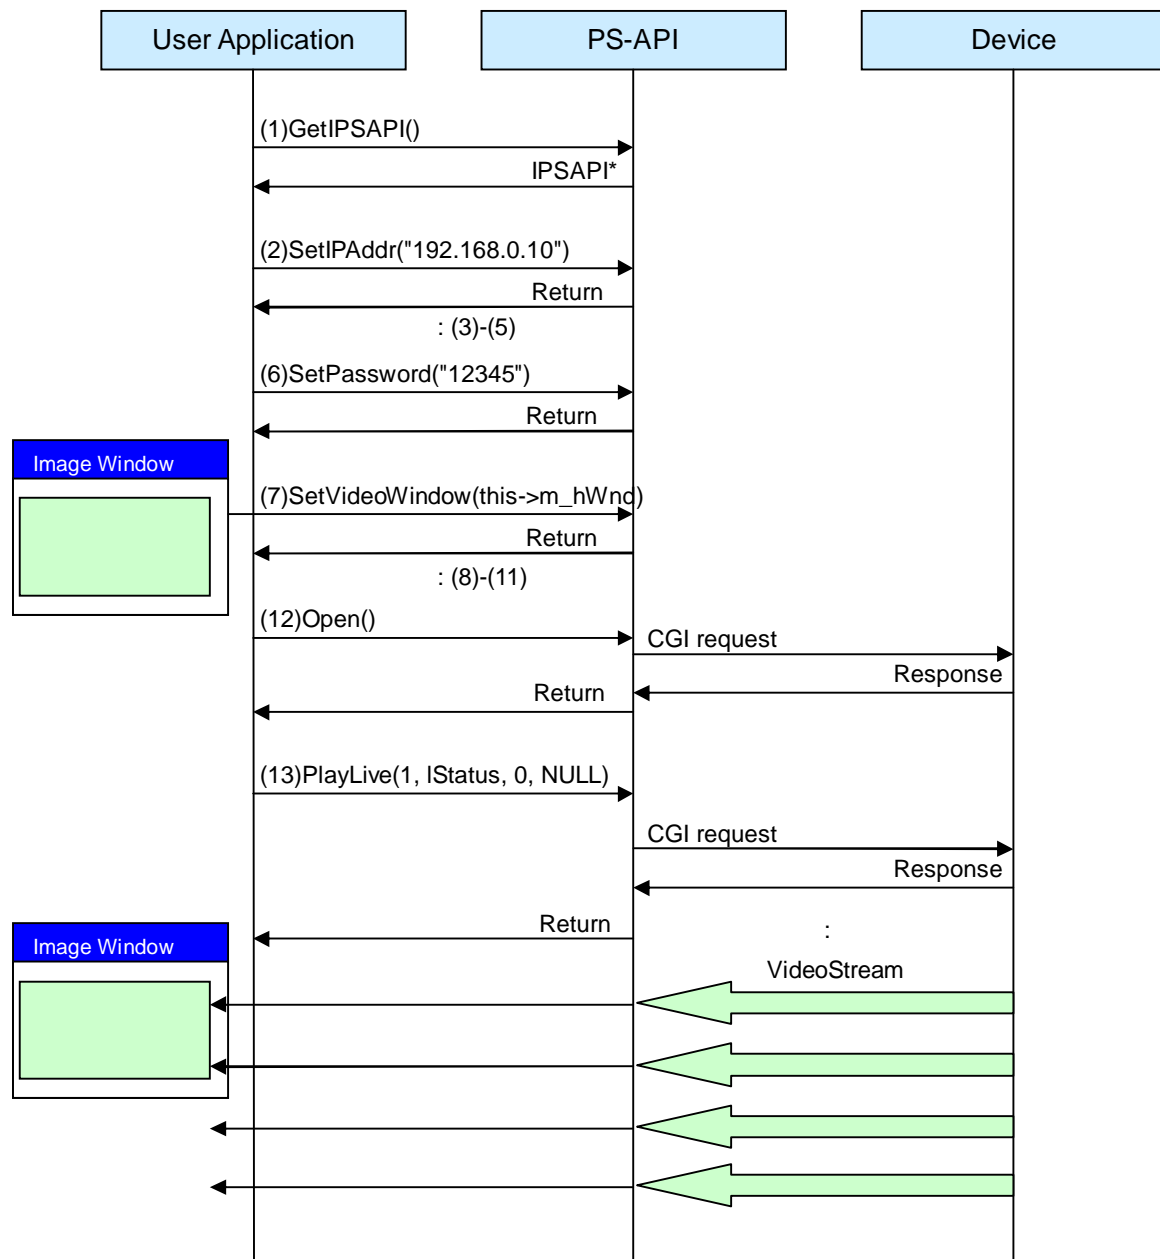 User Application
PS-API
Device
(1)GetIPSAPI()
IPSAPI*
(2)SetIPAddr("192.168.0.10")
Return
: (3)-(5)
(6)SetPassword("12345")
Return
Image Window
(7)SetVideoWindow(this->m_hWnd)
Return
: (8)-(11)
(12)Open()
CGI request
Response
Return
(13)PlayLive(1, lStatus, 0, NULL)
CGI request
Response
Return
:
Image Window
VideoStream